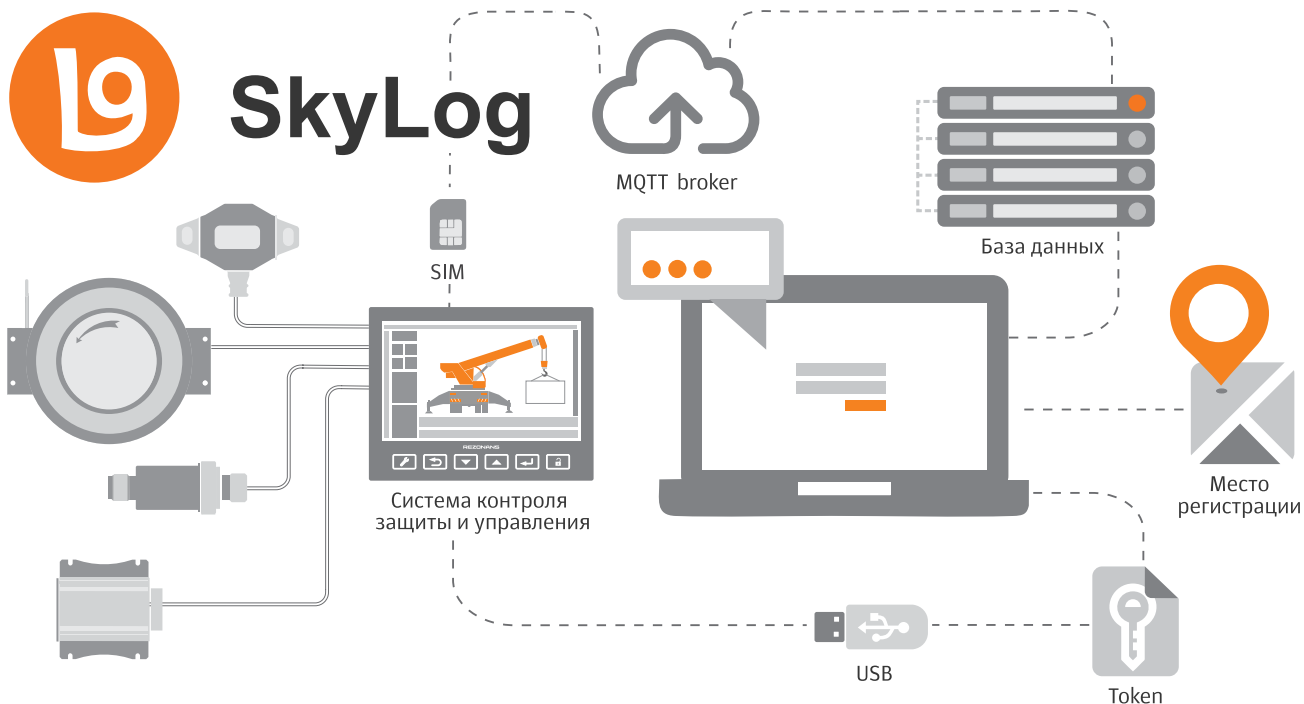 Lg
SkyLog
MQTT broker
База данных
SIM
REZONANS
Система контроля
защиты и управления
Место
регистрации
USB
Token